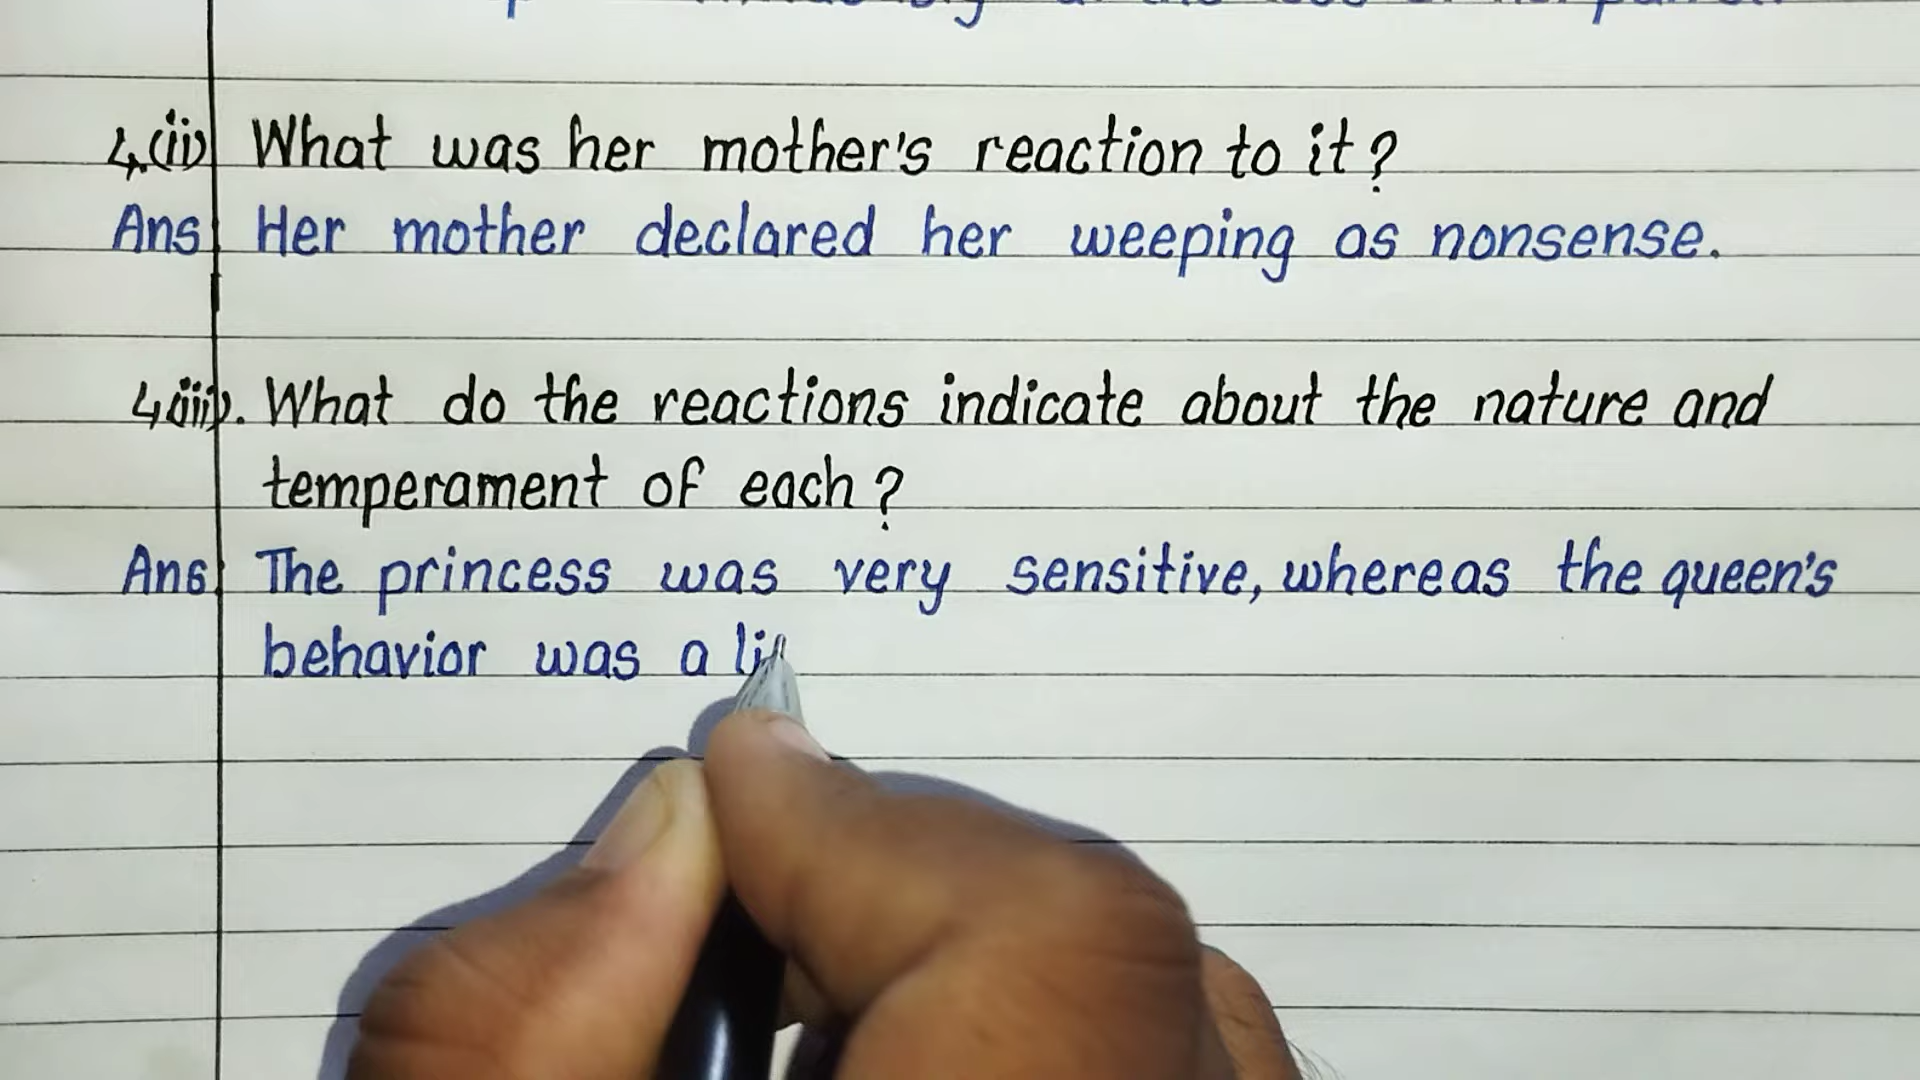 4.(ii) What was her mother's reaction to it?
Ans Her mother declared her weeping as nonsense.
4(iii). What do the reactions indicate about the nature and
temperament of each?
Ans The princess was very sensitive, whereas the queen's
behavior was a